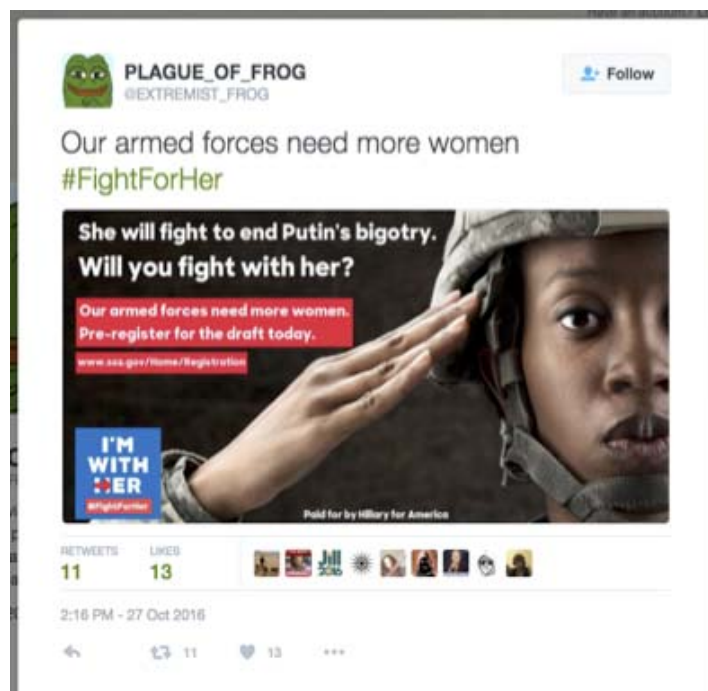 PLAGUE_OF_FROG
@EXTREMIST_FROG
Follow
Our armed forces need more women
#FightForHer
She will fight to end Putin's bigotry.
Will you fight with her?
Our armed forces need more women.
Pre-register for the draft today.
www.sss.gov/Home/Registration
I'M
WITH
HER
#FightForHer
Paid for by Hillary for America
RETWEETS
11
LIKES
13
Jill
2016
2:16 PM - 27 Oct 2016
11
13